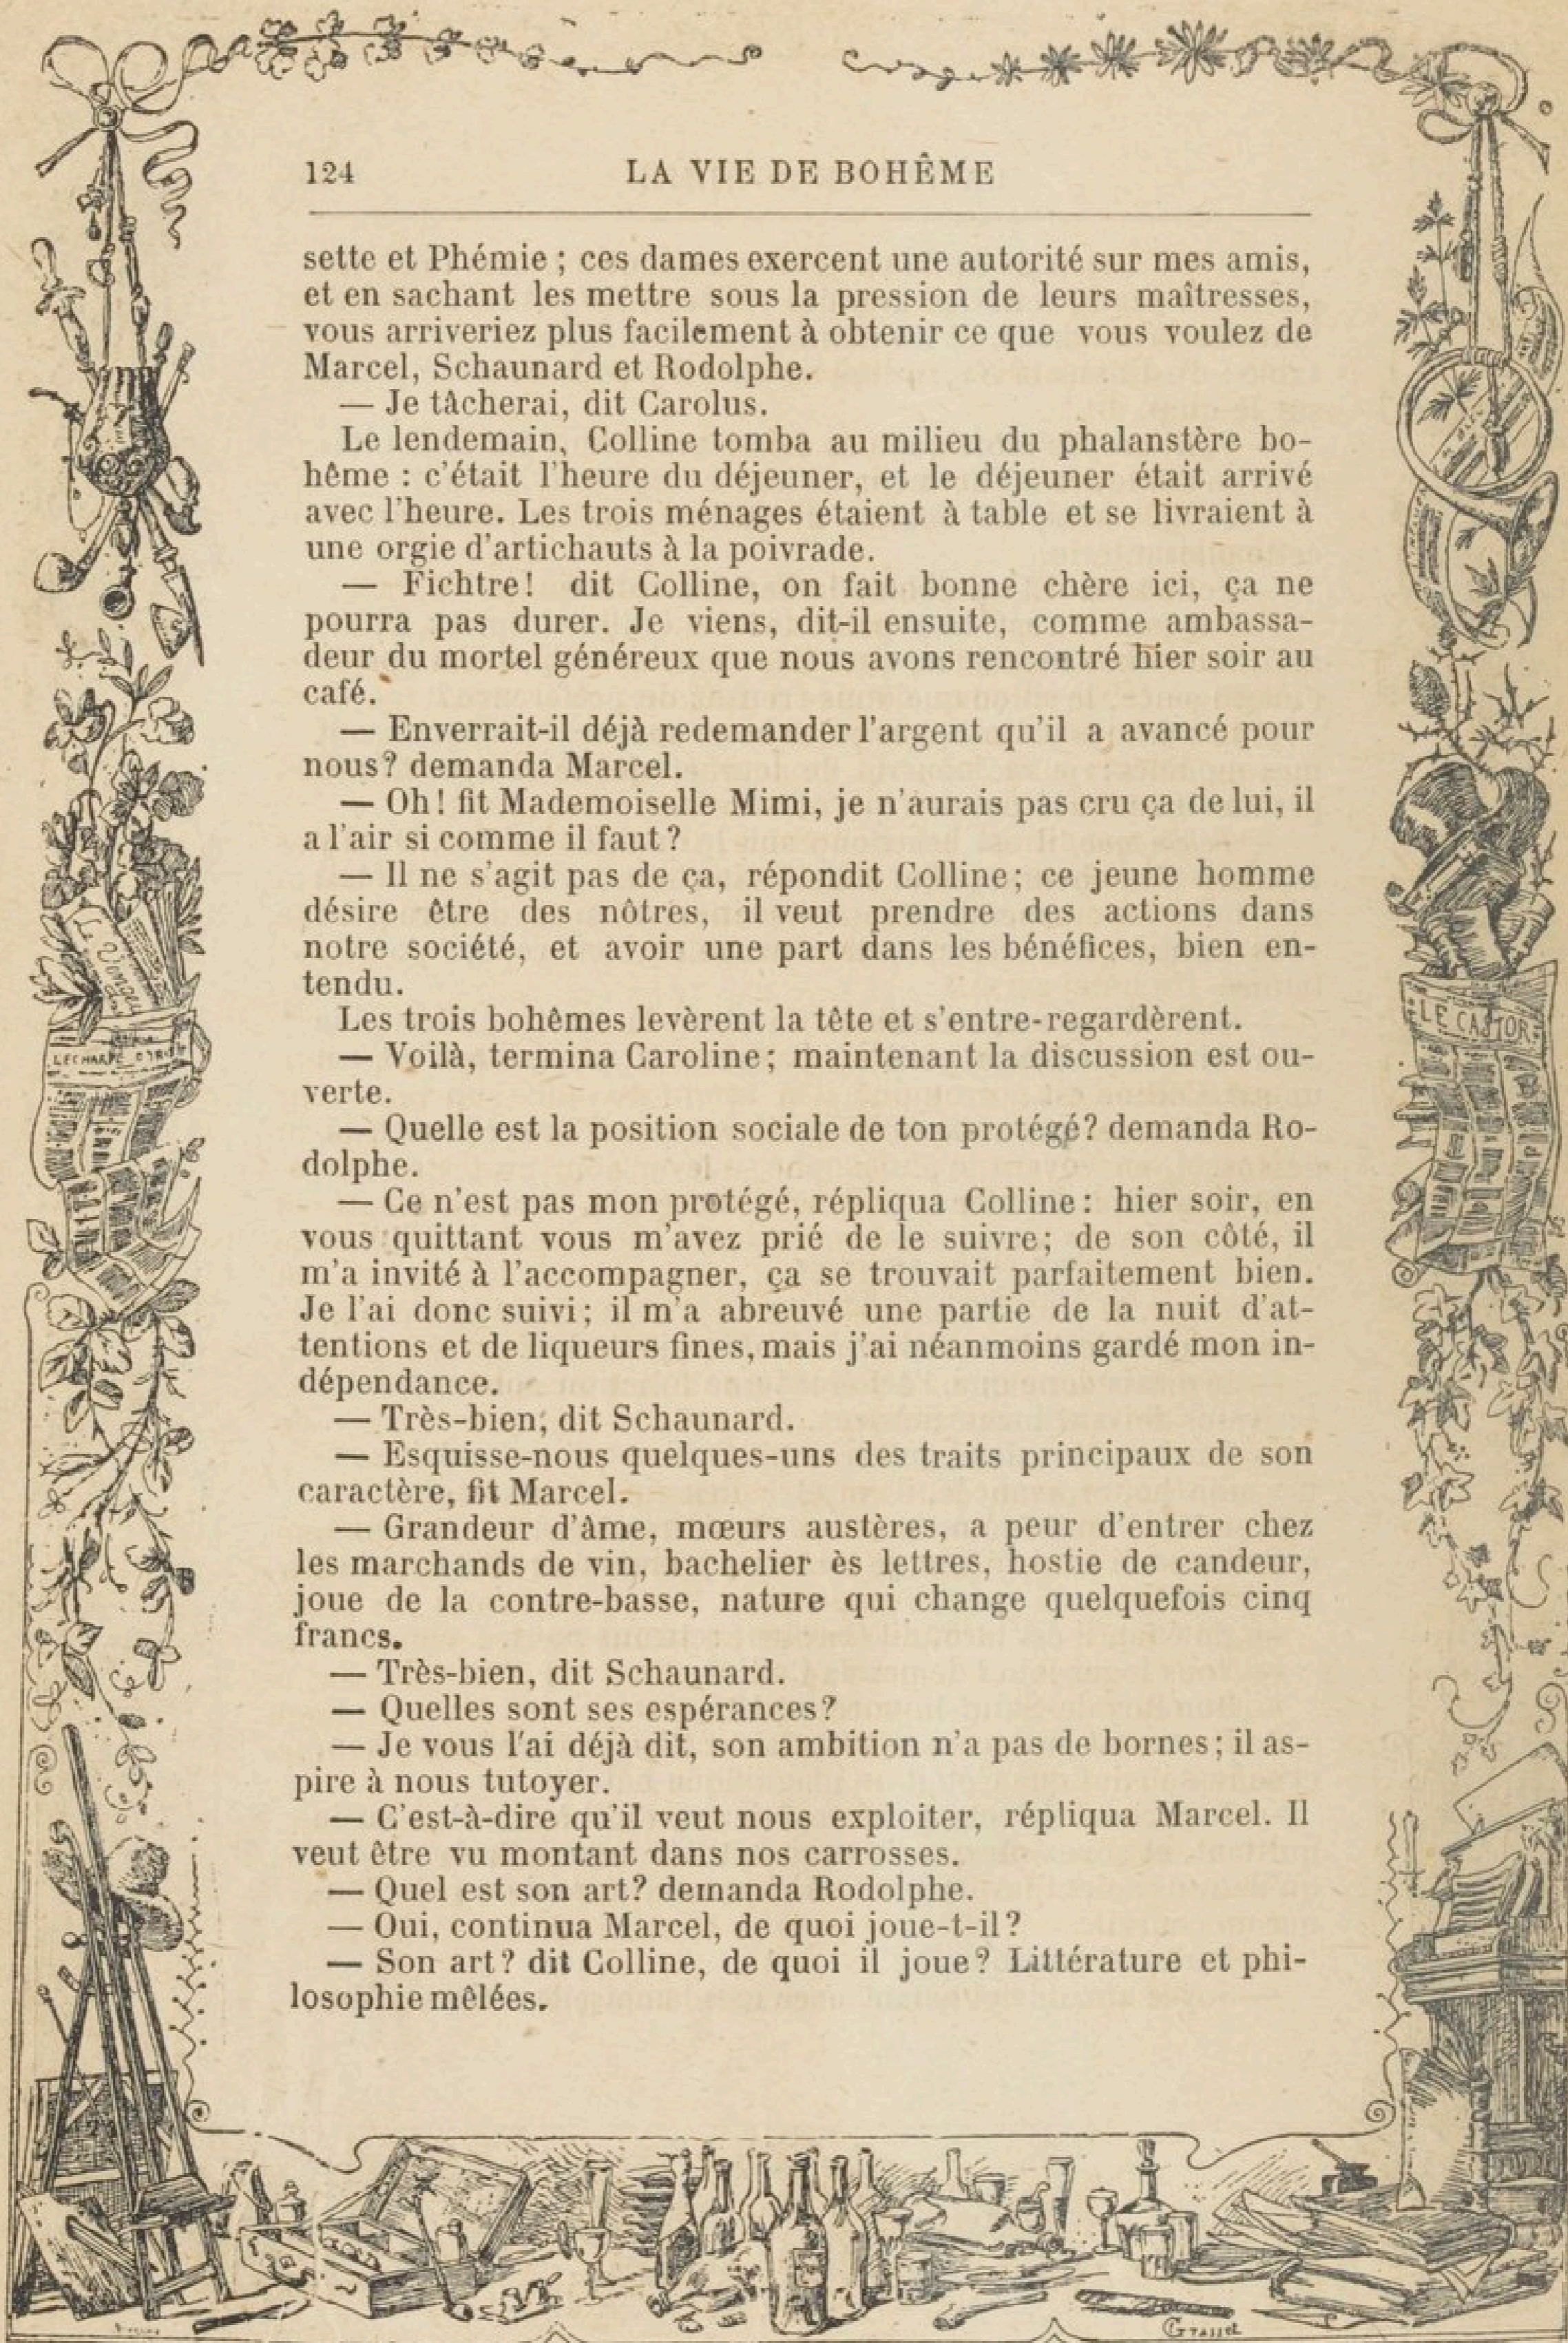 124 LA VIE DE BOHÊME
sette et Phémie ; ces dames exercent une autorité sur mes amis,
et en sachant les mettre sous la pression de leurs maîtresses,
vous arriveriez plus facilement à obtenir ce que vous voulez de
Marcel, Schaunard et Rodolphe.
— Je tâcherai, dit Carolus.
Le lendemain, Colline tomba au milieu du phalanstère bo-
hême : c'était l'heure du déjeuner, et le déjeuner était arrivé
avec l'heure. Les trois ménages étaient à table et se livraient à
une orgie d'artichauts à la poivrade.
— Fichtre! dit Colline, on fait bonne chère ici, ça ne
pourra pas durer. Je viens, dit-il ensuite, comme ambassa-
deur du mortel généreux que nous avons rencontré hier soir au
café.
— Enverrait-il déjà redemander l'argent qu'il a avancé pour
nous? demanda Marcel.
— Oh! fit Mademoiselle Mimi, je n'aurais pas cru ça de lui, il
a l'air si comme il faut?
— Il ne s'agit pas de ça, répondit Colline; ce jeune homme
désire être des nôtres, il veut prendre des actions dans
notre société, et avoir une part dans les bénéfices, bien en-
tendu.
Les trois bohêmes levèrent la tête et s'entre-regardèrent.
— Voilà, termina Caroline; maintenant la discussion est ou-
verte.
— Quelle est la position sociale de ton protégé? demanda Ro-
dolphe.
— Ce n'est pas mon protégé, répliqua Colline: hier soir, en
vous quittant vous m'avez prié de le suivre; de son côté, il
m'a invité à l'accompagner, ça se trouvait parfaitement bien.
Je l'ai donc suivi; il m'a abreuvé une partie de la nuit d'at-
tentions et de liqueurs fines, mais j'ai néanmoins gardé mon in-
dépendance.
— Très-bien, dit Schaunard.
— Esquisse-nous quelques-uns des traits principaux de son
caractère, fit Marcel.
— Grandeur d'âme, mœurs austères, a peur d'entrer chez
les marchands de vin, bachelier ès lettres, hostie de candeur,
joue de la contre-basse, nature qui change quelquefois cinq
francs.
— Très-bien, dit Schaunard.
— Quelles sont ses espérances?
— Je vous l'ai déjà dit, son ambition n'a pas de bornes; il as-
pire à nous tutoyer.
— C'est-à-dire qu'il veut nous exploiter, répliqua Marcel. Il
veut être vu montant dans nos carrosses.
— Quel est son art? demanda Rodolphe.
— Oui, continua Marcel, de quoi joue-t-il?
— Son art? dit Colline, de quoi il joue? Littérature et phi-
losophie mêlées.
LE CASTOR
Grasset